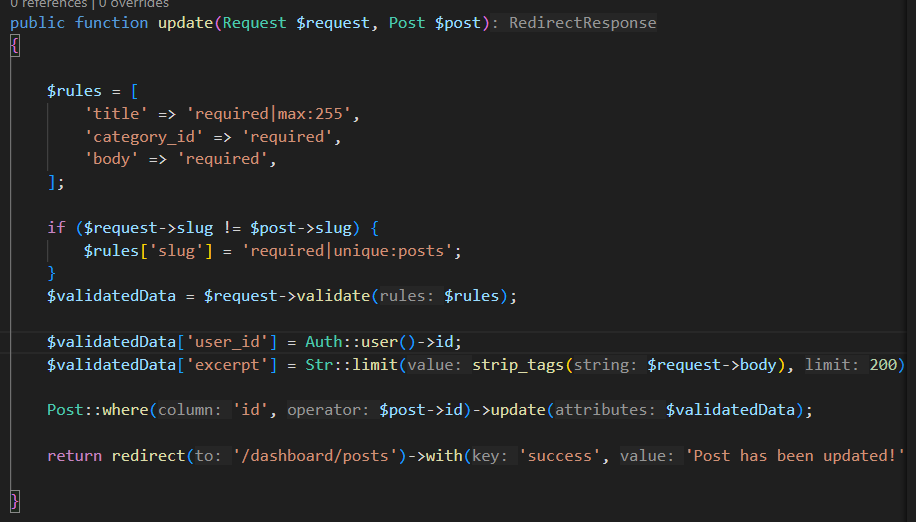 0 references | 0 overrides
public function update(Request $request, Post $post): RedirectResponse
{
$rules = [
'title' => 'required|max:255',
'category_id' => 'required',
'body' => 'required',
];
if ($request->slug != $post->slug) {
$rules['slug'] = 'required|unique:posts';
}
$validatedData = $request->validate(rules: $rules);
$validatedData['user_id'] = Auth::user()->id;
$validatedData['excerpt'] = Str::limit(value: strip_tags(string: $request->body), limit: 200)
Post::where(column: 'id', operator: $post->id)->update(attributes: $validatedData);
return redirect(to: '/dashboard/posts')->with(key: 'success', value: 'Post has been updated!'
}